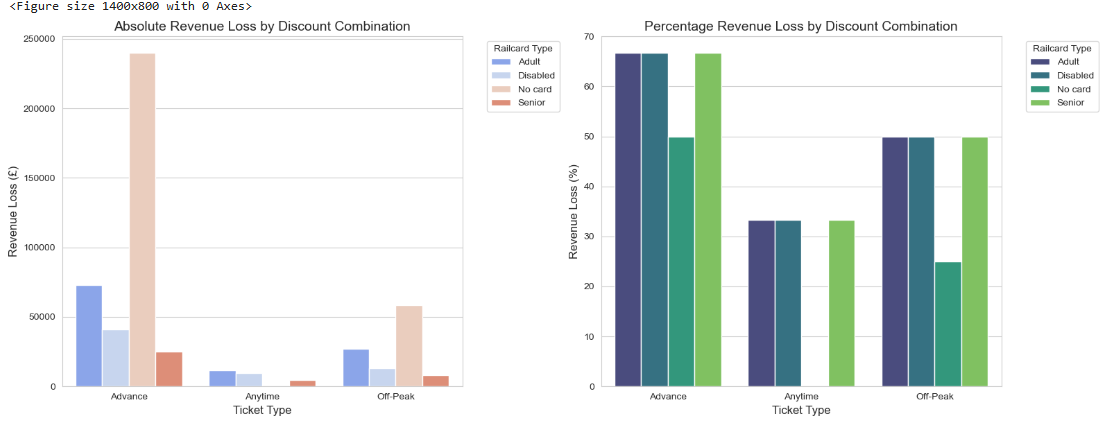 <Figure size 1400x800 with 0 Axes>
Absolute Revenue Loss by Discount Combination
250000
200000
150000
100000
50000
0
Revenue Loss (£)
Advance
Anytime
Off-Peak
Ticket Type
Railcard Type
Adult
Disabled
No card
Senior
Percentage Revenue Loss by Discount Combination
70
60
50
40
30
20
10
0
Revenue Loss (%)
Advance
Anytime
Off-Peak
Ticket Type
Railcard Type
Adult
Disabled
No card
Senior